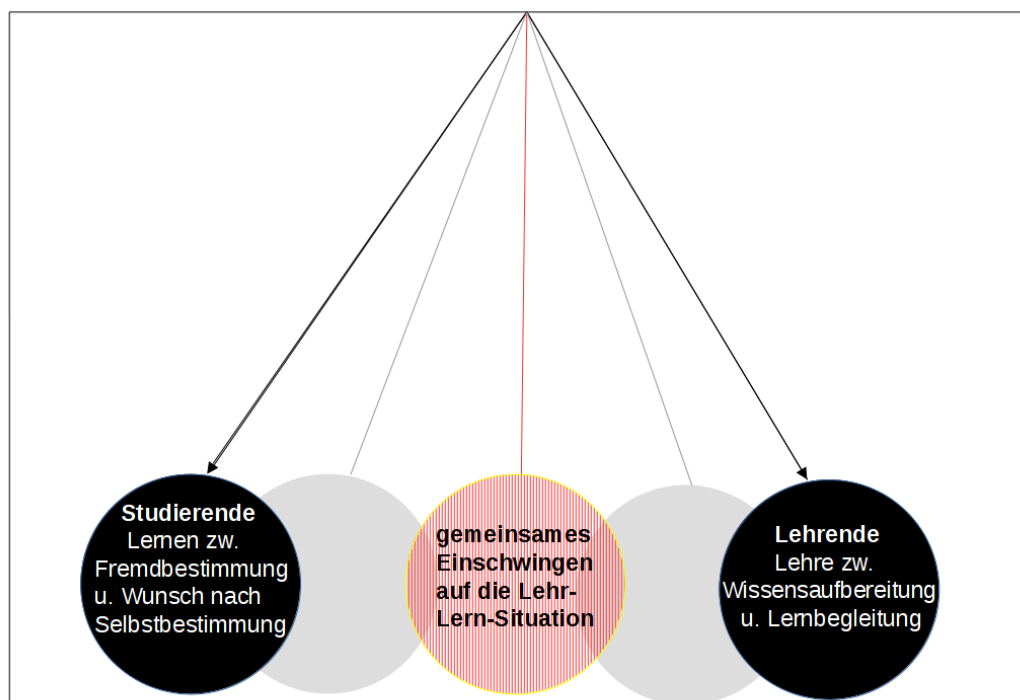 Studierende
Lernen zw.
Fremdbestimmung
u. Wunsch nach
Selbstbestimmung
gemeinsames
Einschwingen
auf die Lehr-
Lern-Situation
Lehrende
Lehre zw.
Wissensaufbereitung
u. Lernbegleitung